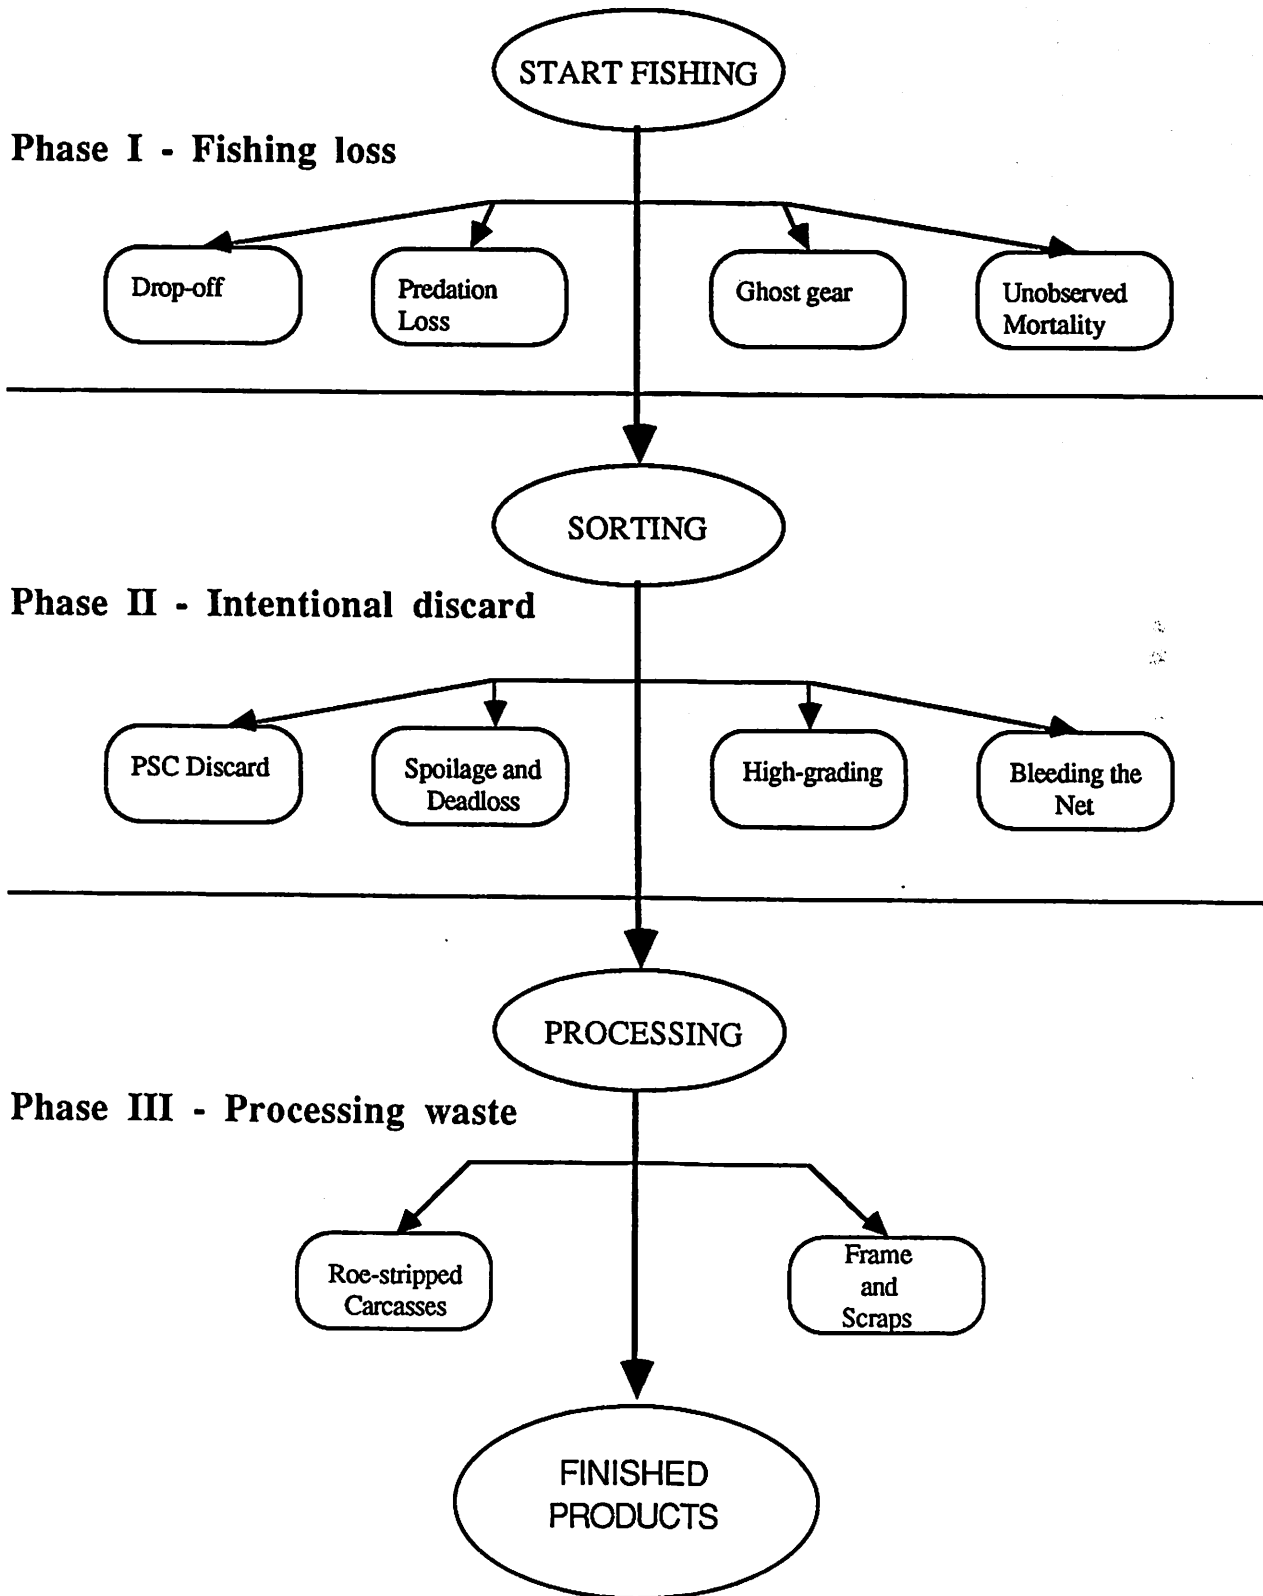 START FISHING
Phase I - Fishing loss
Drop-off
Predation
Loss
Ghost gear
Unobserved
Mortality
SORTING
Phase II - Intentional discard
PSC Discard
Spoilage and
Deadloss
High-grading
Bleeding the
Net
PROCESSING
Phase III - Processing waste
Roe-stripped
Carcasses
Frame
and
Scraps
FINISHED
PRODUCTS